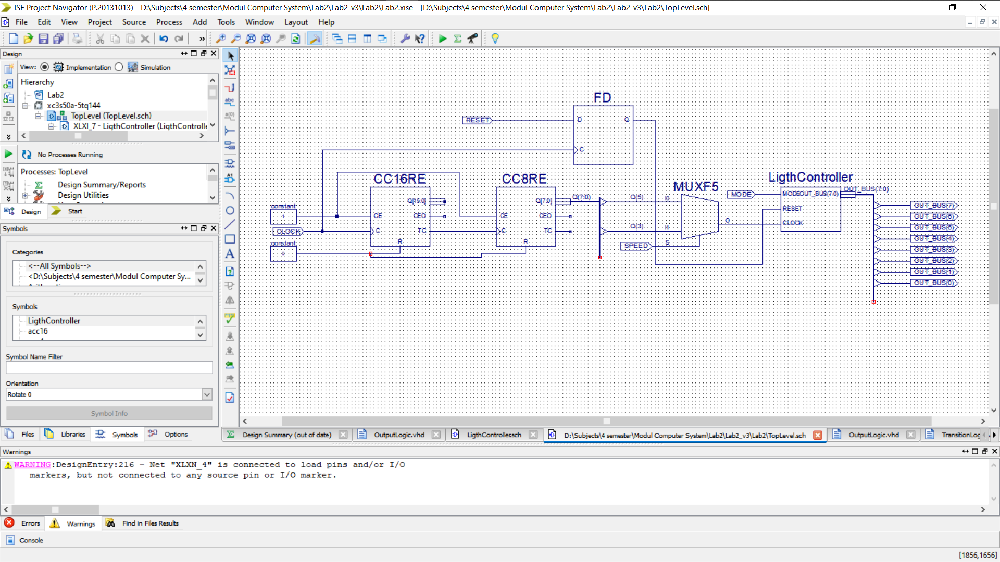 ISE Project Navigator (P.20131013) - D:\Subjects\4 semester\Modul Computer System\Lab2\Lab2_v3\Lab2\Lab2.xise - [D:\Subjects\4 semester\Modul Computer System\Lab2\Lab2_v3\Lab2\TopLevel.sch]
File Edit View Project Source Process Add Tools Window Layout Help
Design
View: Implementation Simulation
Hierarchy
Lab2
xc3s50a-5tq144
TopLevel (TopLevel.sch)
XLXI_7 - LigthController (LigthControlle
No Processes Running
Processes: TopLevel
Design Summary/Reports
Design Utilities
Design Start
Symbols
Categories
<--All Symbols-->
<D:\Subjects\4 semester\Modul Computer Sy...
Symbols
LigthController
acc16
Symbol Name Filter
Orientation
Rotate 0
Symbol Info
Files Libraries Symbols Options
abc
a(0)
A1
A
FD
RESET D Q
C
CC16RE CC8RE MUXF5 LigthController
Q[15:0] Q[7:0] Q(7:0) Q(5) I0 MODE MODE OUT_BUS(7:0) OUT_BUS(7:0)
constant
1 CE CEO CE CEO RESET
CLOCK C TC C TC Q(3) I1 O CLOCK
constant
0 R R SPEED S
OUT_BUS(7)
OUT_BUS(6)
OUT_BUS(5)
OUT_BUS(4)
OUT_BUS(3)
OUT_BUS(2)
OUT_BUS(1)
OUT_BUS(0)
Design Summary (out of date) OutputLogic.vhd LigthController.sch D:\Subjects\4 semester\Modul Computer System\Lab2\Lab2_v3\Lab2\TopLevel.sch OutputLogic.vhd TransitionLog
Warnings
WARNING:DesignEntry:216 - Net "XLXN_4" is connected to load pins and/or I/O
markers, but not connected to any source pin or I/O marker.
Errors Warnings Find in Files Results
Console
[1856,1656]